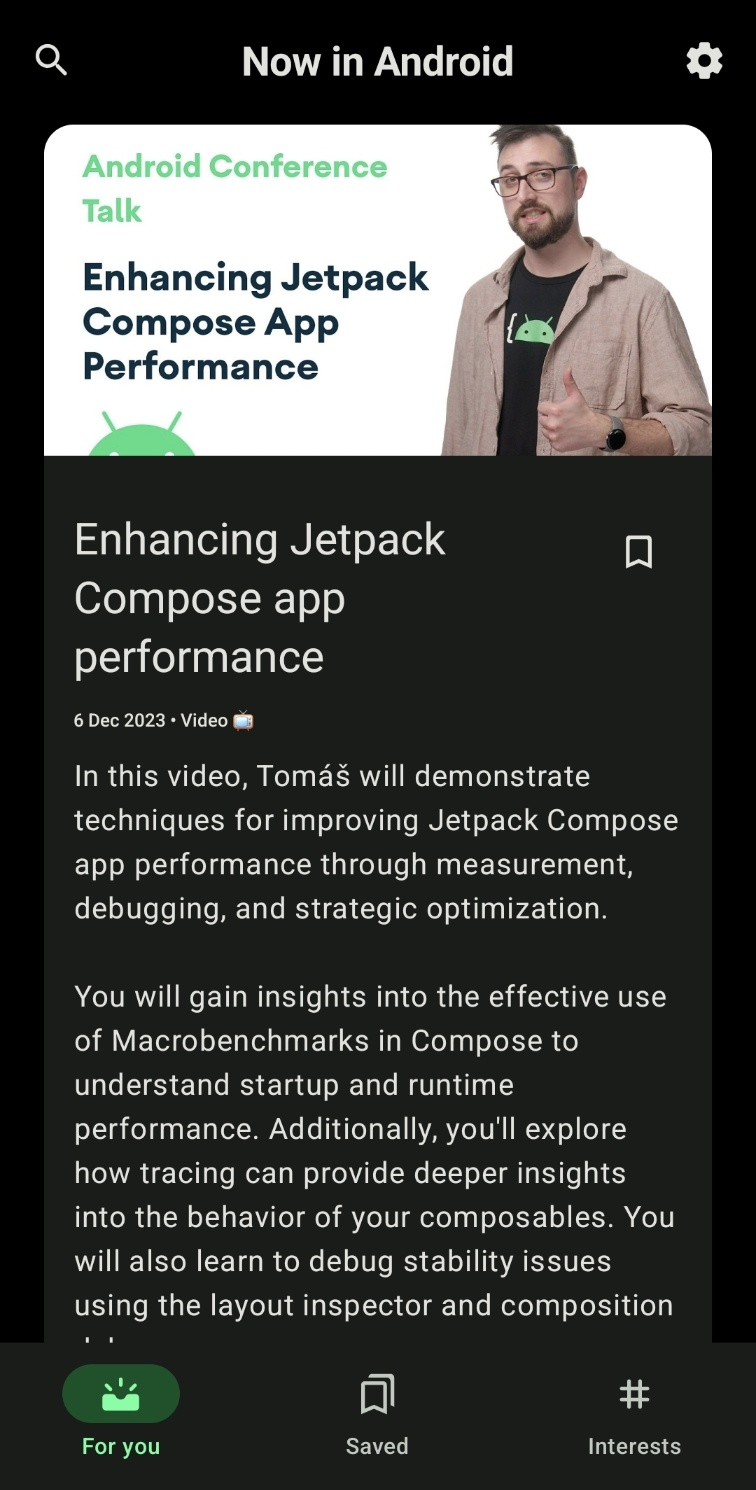 Now in Android
Android Conference
Talk
Enhancing Jetpack
Compose App
Performance
Enhancing Jetpack
Compose app
performance
6 Dec 2023 • Video 📺
In this video, Tomáš will demonstrate
techniques for improving Jetpack Compose
app performance through measurement,
debugging, and strategic optimization.
You will gain insights into the effective use
of Macrobenchmarks in Compose to
understand startup and runtime
performance. Additionally, you'll explore
how tracing can provide deeper insights
into the behavior of your composables. You
will also learn to debug stability issues
using the layout inspector and composition
For you
Saved
Interests